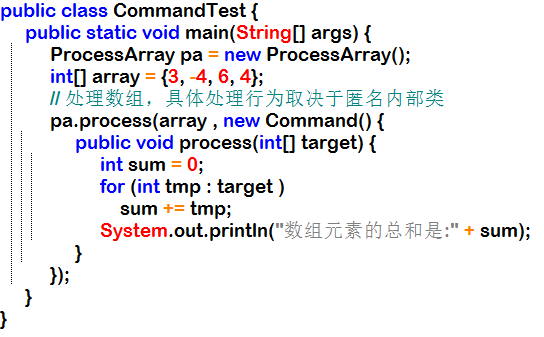 public class CommandTest {
public static void main(String[] args) {
ProcessArray pa = new ProcessArray();
int[] array = {3, -4, 6, 4};
// 处理数组，具体处理行为取决于匿名内部类
pa.process(array , new Command() {
public void process(int[] target) {
int sum = 0;
for (int tmp : target )
sum += tmp;
System.out.println("数组元素的总和是:" + sum);
}
});
}
}